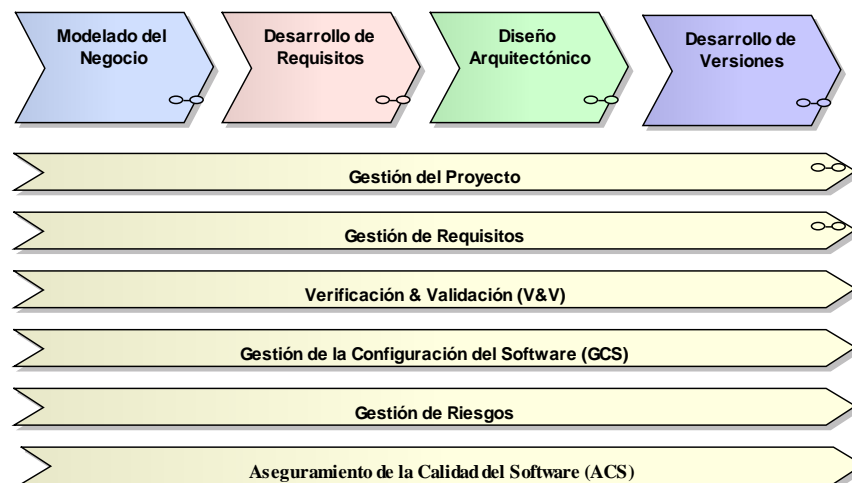 Modelado del
Negocio
Desarrollo de
Requisitos
Diseño
Arquitectónico
Desarrollo de
Versiones
Gestión del Proyecto
Gestión de Requisitos
Verificación & Validación (V&V)
Gestión de la Configuración del Software (GCS)
Gestión de Riesgos
Aseguramiento de la Calidad del Software (ACS)